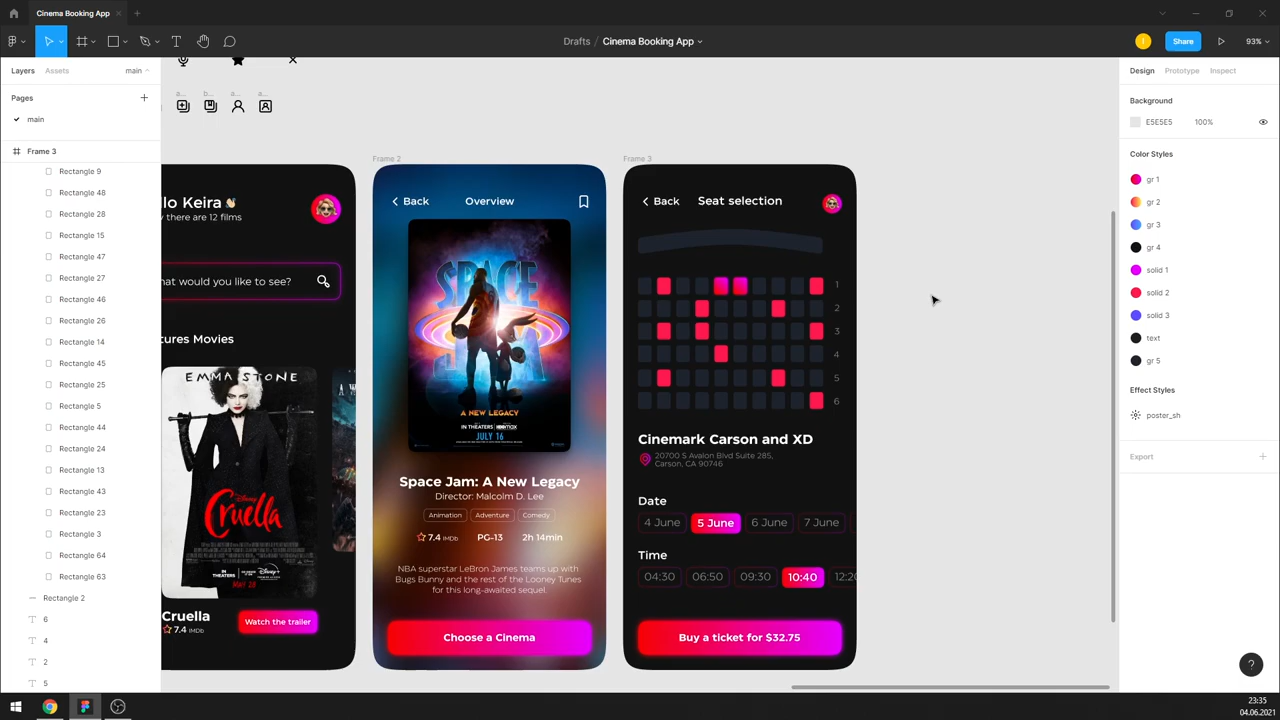 Cinema Booking App
Drafts / Cinema Booking App
I
Share
93%
Layers
Assets
main
Pages
main
Frame 3
Rectangle 9
Rectangle 48
Rectangle 28
Rectangle 15
Rectangle 47
Rectangle 27
Rectangle 46
Rectangle 26
Rectangle 14
Rectangle 45
Rectangle 25
Rectangle 5
Rectangle 44
Rectangle 24
Rectangle 13
Rectangle 43
Rectangle 23
Rectangle 3
Rectangle 64
Rectangle 63
Rectangle 2
6
4
2
5
a... b... a... e...
llo Keira
y there are 12 films
hat would you like to see?
tures Movies
EMMA STONE
Disney
Cruella
IN THEATERS
Disney+
MAY 28
Cruella
7.4 IMDb
Watch the trailer
Frame 2
Back
Overview
SPACE
JAM
A NEW LEGACY
IN THEATERS
HBOmax
JULY 16
Space Jam: A New Legacy
Director: Malcolm D. Lee
Animation
Adventure
Comedy
7.4 IMDb
PG-13
2h 14min
NBA superstar LeBron James teams up with
Bugs Bunny and the rest of the Looney Tunes
for this long-awaited sequel.
Choose a Cinema
Frame 3
Back
Seat selection
1
2
3
4
5
6
Cinemark Carson and XD
20700 S Avalon Blvd Suite 285,
Carson, CA 90746
Date
4 June
5 June
6 June
7 June
Time
04:30
06:50
09:30
10:40
12:20
Buy a ticket for $32.75
Design
Prototype
Inspect
Background
E5E5E5
100%
Color Styles
gr 1
gr 2
gr 3
gr 4
solid 1
solid 2
solid 3
text
gr 5
Effect Styles
poster_sh
Export
?
23:35
04.06.2021